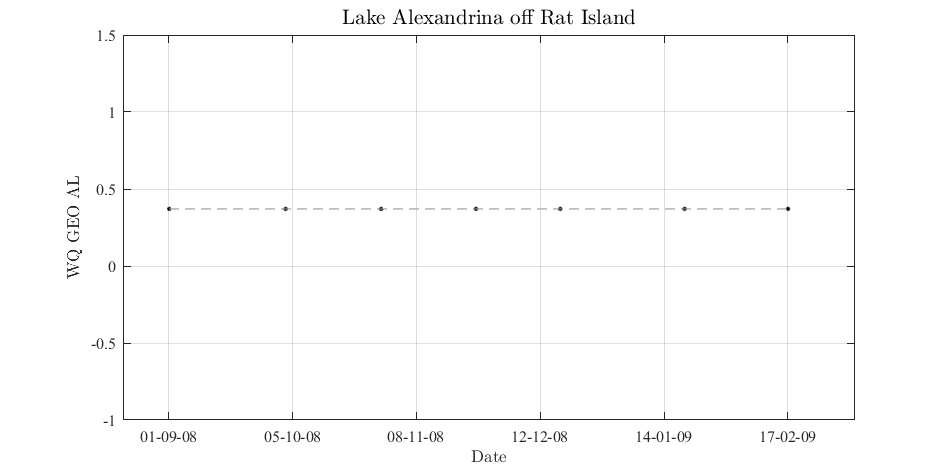 Lake Alexandrina off Rat Island
WQ GEO AL
1.5
1
0.5
0
-0.5
-1
01-09-08 05-10-08 08-11-08 12-12-08 14-01-09 17-02-09
Date